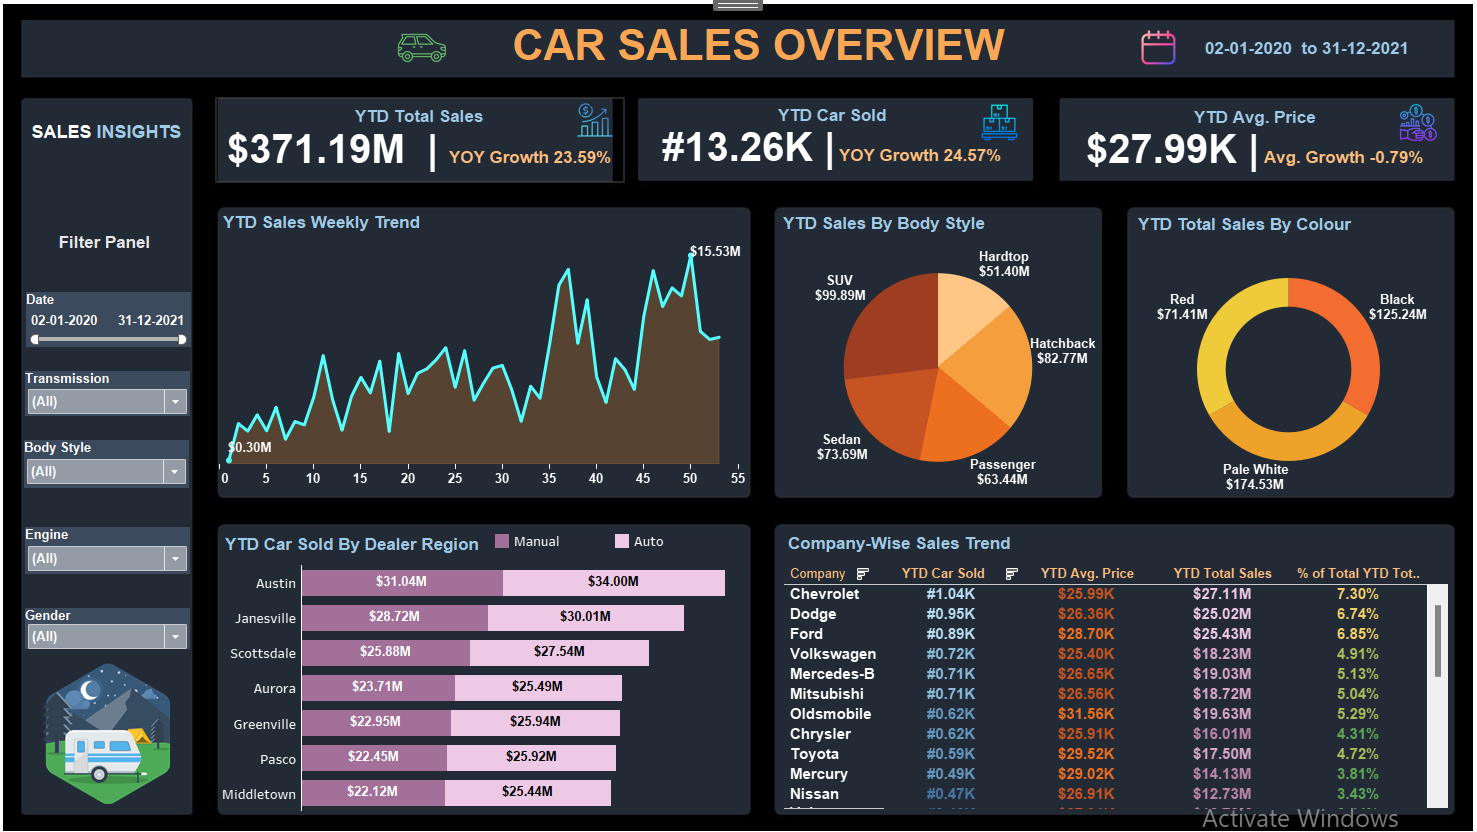 CAR SALES OVERVIEW
02-01-2020 to 31-12-2021
SALES INSIGHTS
Filter Panel
Date
02-01-2020 31-12-2021
Transmission
(All)
Body Style
(All)
Engine
(All)
Gender
(All)
YTD Total Sales
$371.19M | YOY Growth 23.59%
YTD Car Sold
#13.26K | YOY Growth 24.57%
YTD Avg. Price
$27.99K | Avg. Growth -0.79%
YTD Sales Weekly Trend
$15.53M
$0.30M
0 5 10 15 20 25 30 35 40 45 50 55
YTD Sales By Body Style
Hardtop
$51.40M
SUV
$99.89M
Hatchback
$82.77M
Sedan
$73.69M
Passenger
$63.44M
YTD Total Sales By Colour
Red
$71.41M
Black
$125.24M
Pale White
$174.53M
YTD Car Sold By Dealer Region Manual Auto
Austin $31.04M $34.00M
Janesville $28.72M $30.01M
Scottsdale $25.88M $27.54M
Aurora $23.71M $25.49M
Greenville $22.95M $25.94M
Pasco $22.45M $25.92M
Middletown $22.12M $25.44M
Company-Wise Sales Trend
Company YTD Car Sold YTD Avg. Price YTD Total Sales % of Total YTD Tot..
Chevrolet #1.04K $25.99K $27.11M 7.30%
Dodge #0.95K $26.36K $25.02M 6.74%
Ford #0.89K $28.70K $25.43M 6.85%
Volkswagen #0.72K $25.40K $18.23M 4.91%
Mercedes-B #0.71K $26.65K $19.03M 5.13%
Mitsubishi #0.71K $26.56K $18.72M 5.04%
Oldsmobile #0.62K $31.56K $19.63M 5.29%
Chrysler #0.62K $25.91K $16.01M 4.31%
Toyota #0.59K $29.52K $17.50M 4.72%
Mercury #0.49K $29.02K $14.13M 3.81%
Nissan #0.47K $26.91K $12.73M 3.43%
Activate Windows